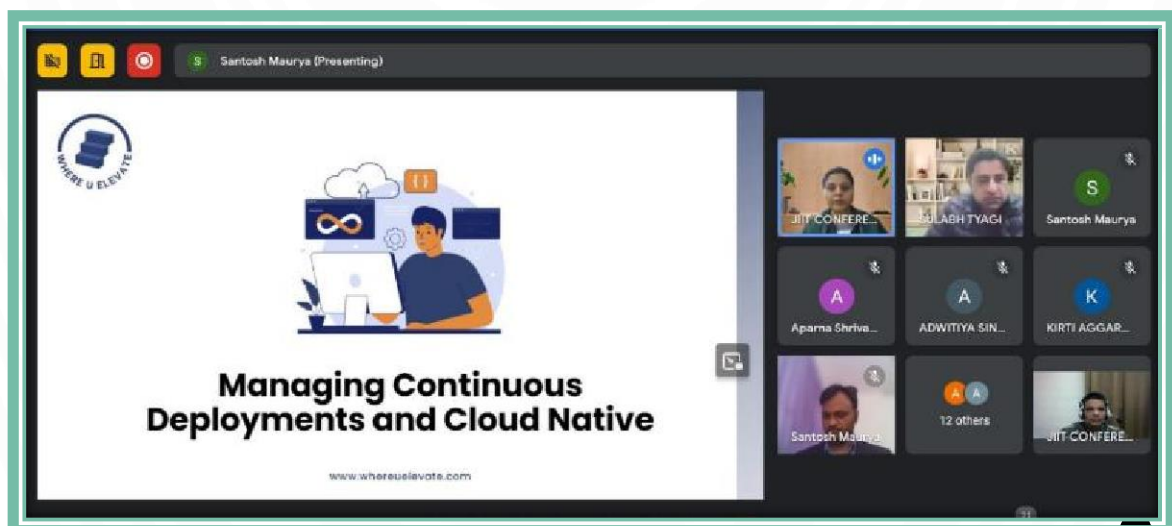 S Santosh Maurya (Presenting)
WHERE U ELEVATE
{ }
Managing Continuous
Deployments and Cloud Native
www.whereuelevate.com
JIIT CONFERE...
SULABH TYAGI
S
Santosh Maurya
A
Aparna Shriva...
A
ADWITIYA SIN...
K
KIRTI AGGAR...
Santosh Maurya
A A
12 others
JIIT CONFERE...
21